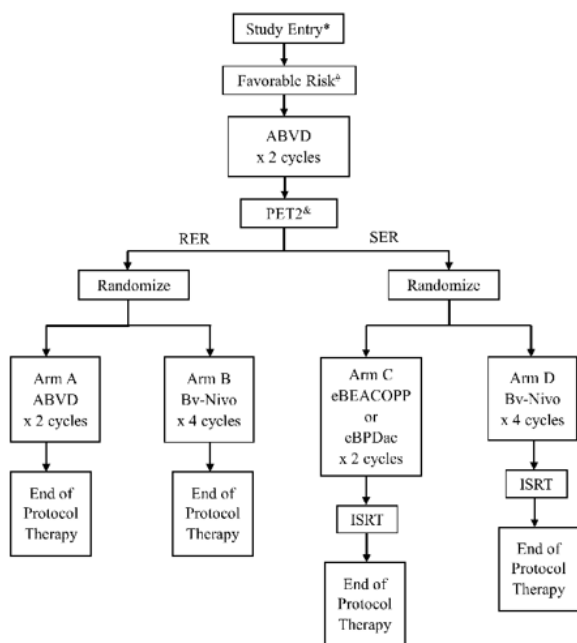 Study Entry*
Favorable Risk^
ABVD
x 2 cycles
PET2&
RER
SER
Randomize
Randomize
Arm A
ABVD
x 2 cycles
Arm B
Bv-Nivo
x 4 cycles
Arm C
eBEACOPP
or
eBPDac
x 2 cycles
Arm D
Bv-Nivo
x 4 cycles
End of
Protocol
Therapy
End of
Protocol
Therapy
ISRT
End of
Protocol
Therapy
ISRT
End of
Protocol
Therapy